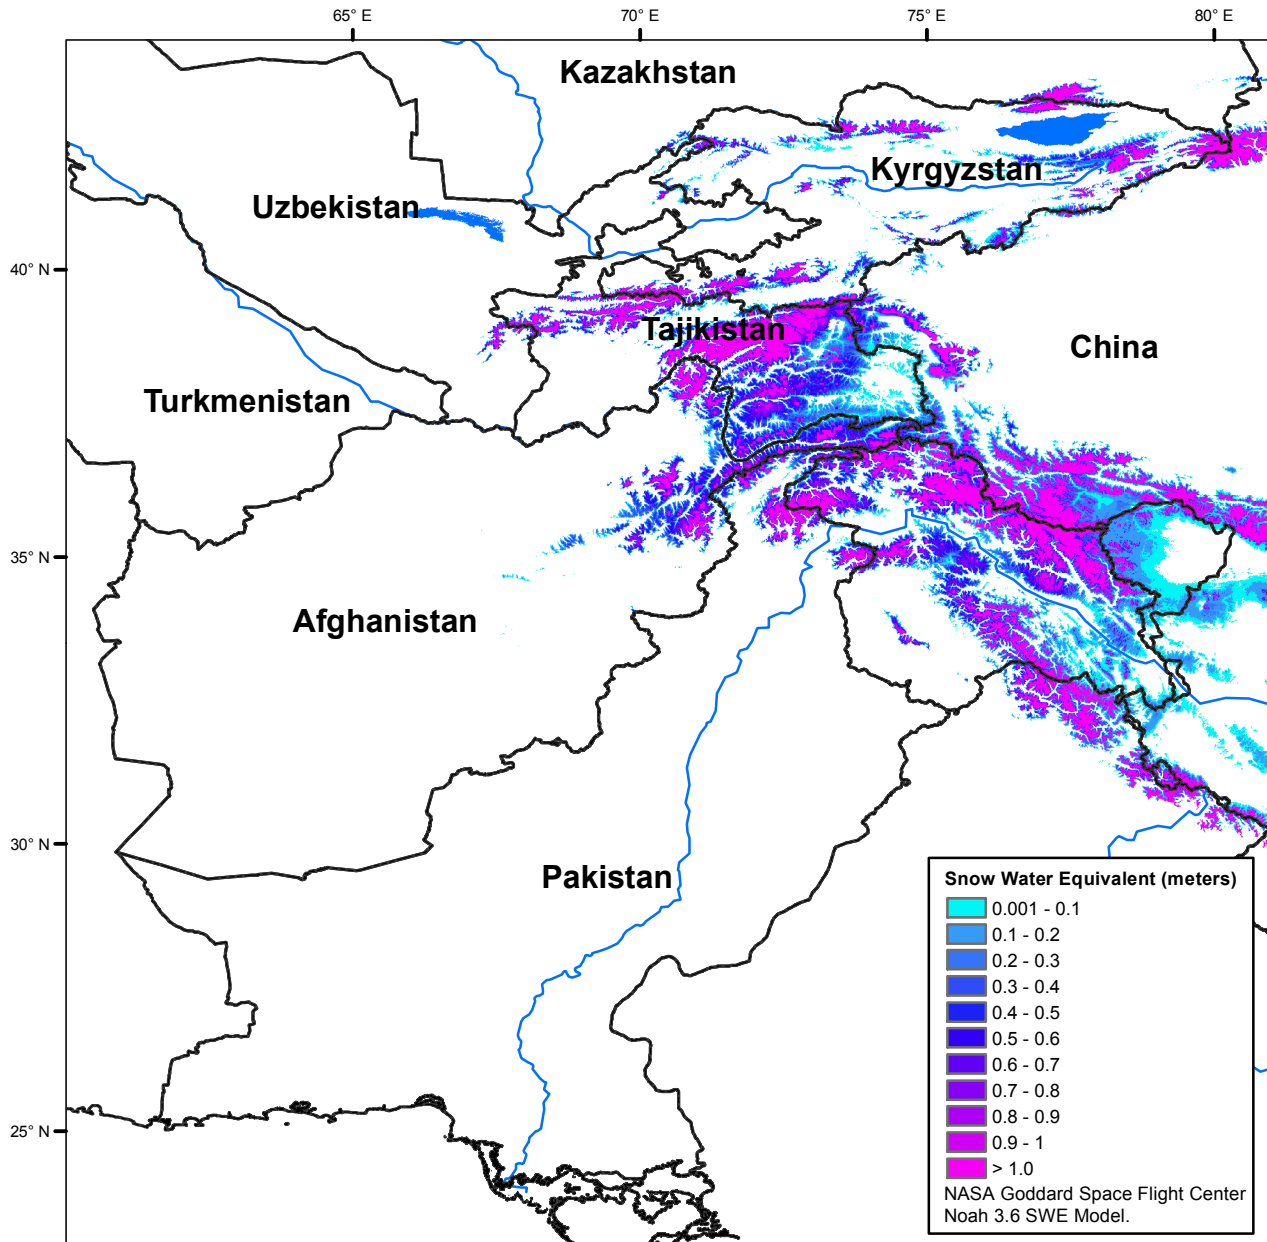 65° E
70° E
75° E
80° E
Kazakhstan
Kyrgyzstan
Uzbekistan
40° N
Tajikistan
China
Turkmenistan
35° N
Afghanistan
30° N
Pakistan
25° N
Snow Water Equivalent (meters)
0.001 - 0.1
0.1 - 0.2
0.2 - 0.3
0.3 - 0.4
0.4 - 0.5
0.5 - 0.6
0.6 - 0.7
0.7 - 0.8
0.8 - 0.9
0.9 - 1
> 1.0
NASA Goddard Space Flight Center
Noah 3.6 SWE Model.